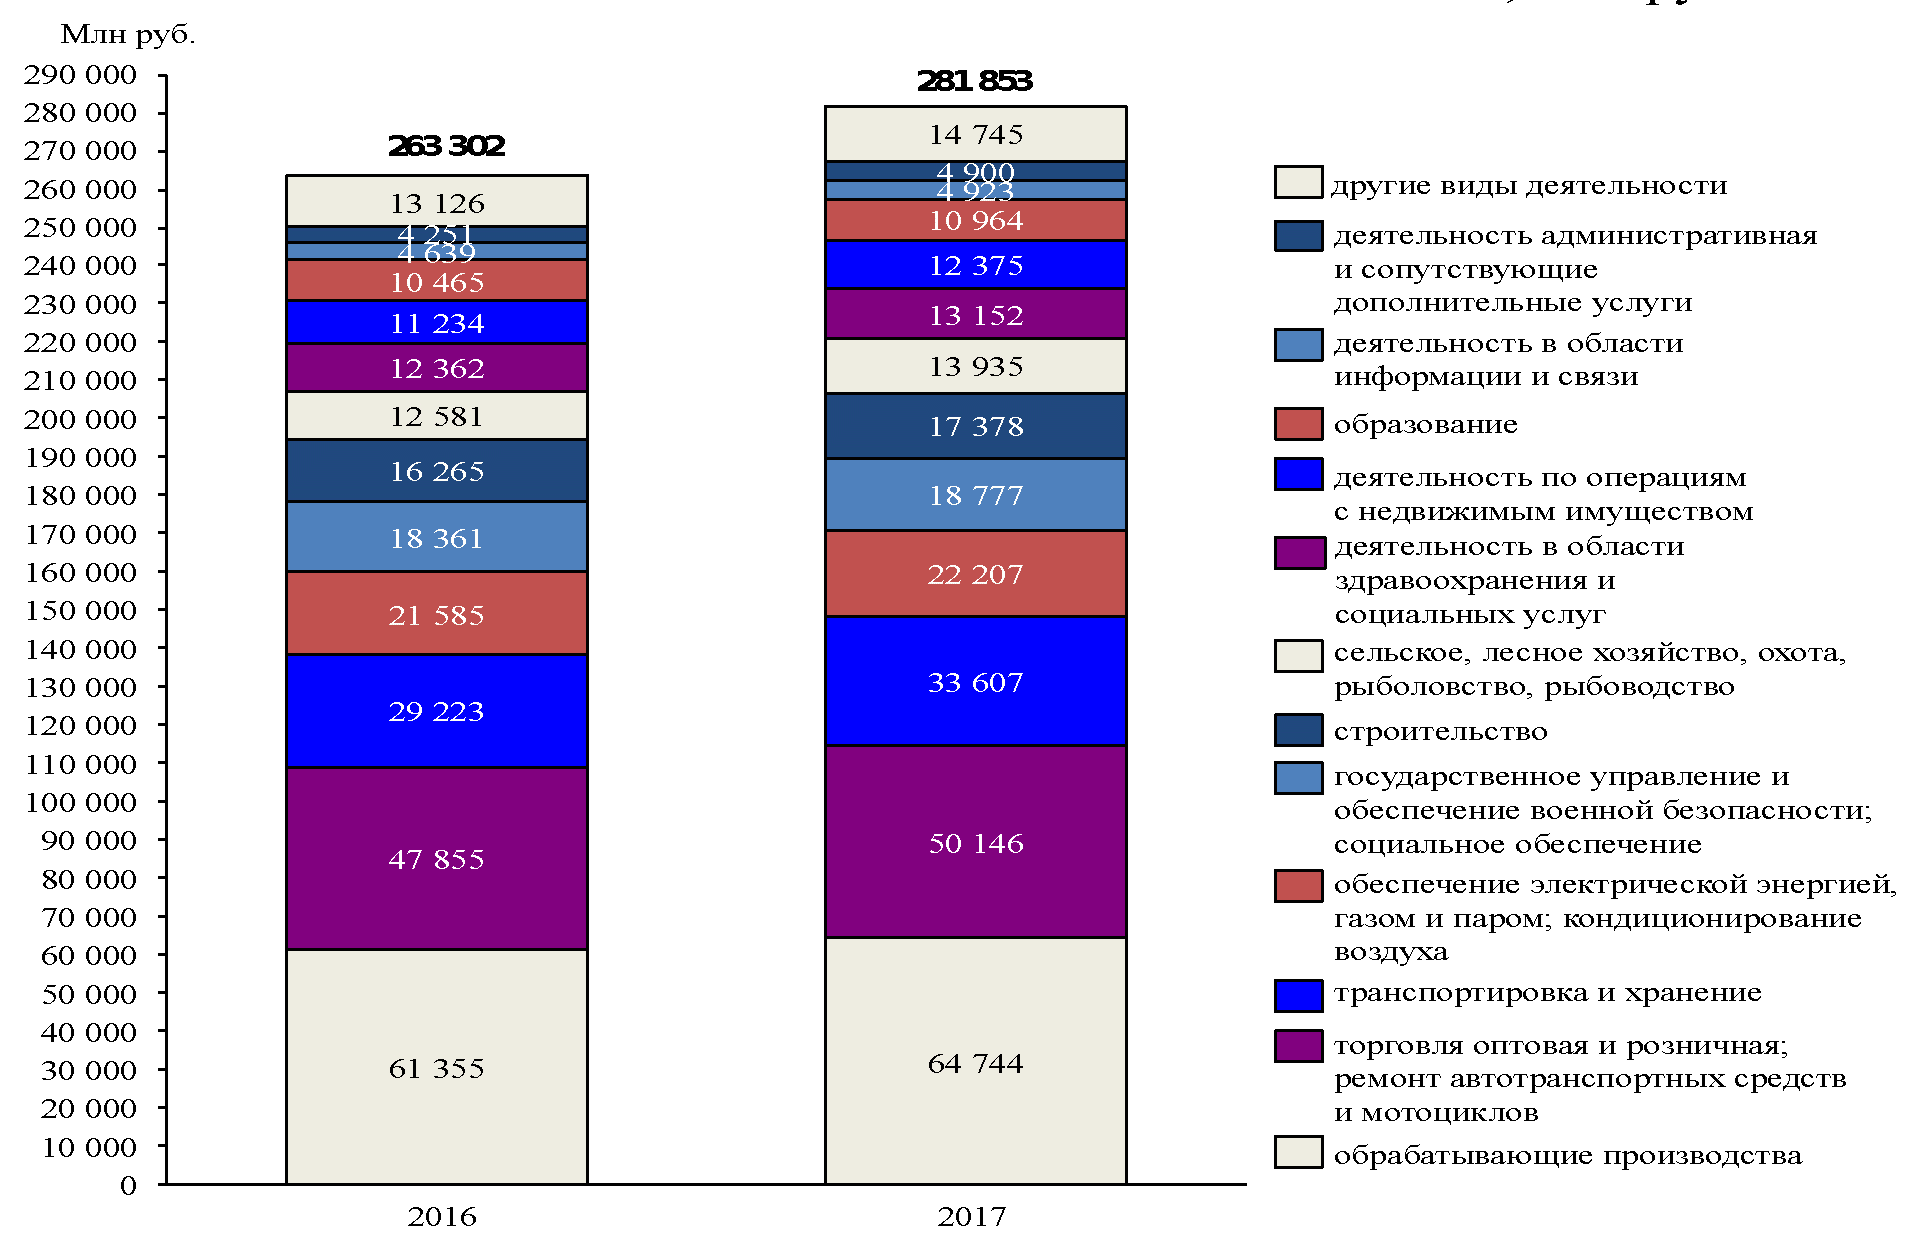 Млн руб.
290 000
280 000
270 000
260 000
250 000
240 000
230 000
220 000
210 000
200 000
190 000
180 000
170 000
160 000
150 000
140 000
130 000
120 000
110 000
100 000
90 000
80 000
70 000
60 000
50 000
40 000
30 000
20 000
10 000
0
263 302
13 126
4 251
4 639
10 465
11 234
12 362
12 581
16 265
18 361
21 585
29 223
47 855
61 355
2016
281 853
14 745
4 900
4 923
10 964
12 375
13 152
13 935
17 378
18 777
22 207
33 607
50 146
64 744
2017
другие виды деятельности
деятельность административная
и сопутствующие
дополнительные услуги
деятельность в области
информации и связи
образование
деятельность по операциям
с недвижимым имуществом
деятельность в области
здравоохранения и
социальных услуг
сельское, лесное хозяйство, охота,
рыболовство, рыбоводство
строительство
государственное управление и
обеспечение военной безопасности;
социальное обеспечение
обеспечение электрической энергией,
газом и паром; кондиционирование
воздуха
транспортировка и хранение
торговля оптовая и розничная;
ремонт автотранспортных средств
и мотоциклов
обрабатывающие производства